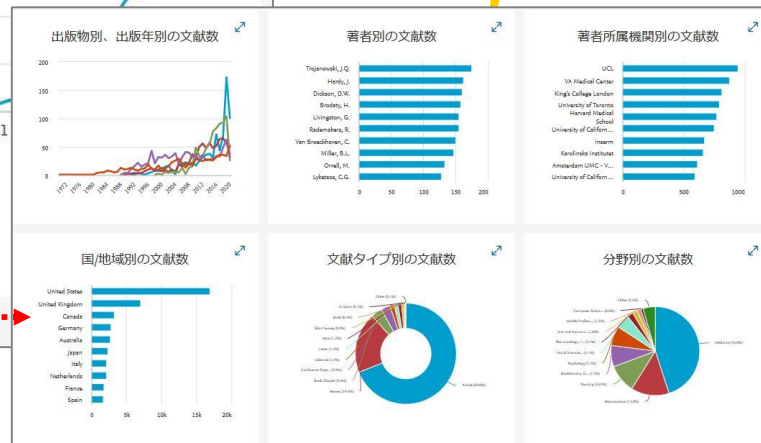 出版物別、出版年別の文献数
200
150
100
50
0
1972 1976 1980 1984 1988 1992 1996 2000 2004 2008 2012 2016 2020
著者別の文献数
Trojanowski, J.Q.
Hardy, J.
Dickson, D.W.
Brodaty, H.
Livingston, G.
Rademakers, R.
Van Broeckhoven, C.
Miller, B.L.
Orrell, M.
Lyketsos, C.G.
0 50 100 150 200
著者所属機関別の文献数
UCL
VA Medical Center
King's College London
University of Toronto
Harvard Medical
School
University of Californ...
Inserm
Karolinska Institutet
Amsterdam UMC - V...
University of Californ...
0 500 1000
国/地域別の文献数
United States
United Kingdom
Canada
Germany
Australia
Japan
Italy
Netherlands
France
Spain
0 5k 10k 15k 20k
文献タイプ別の文献数
分野別の文献数
1